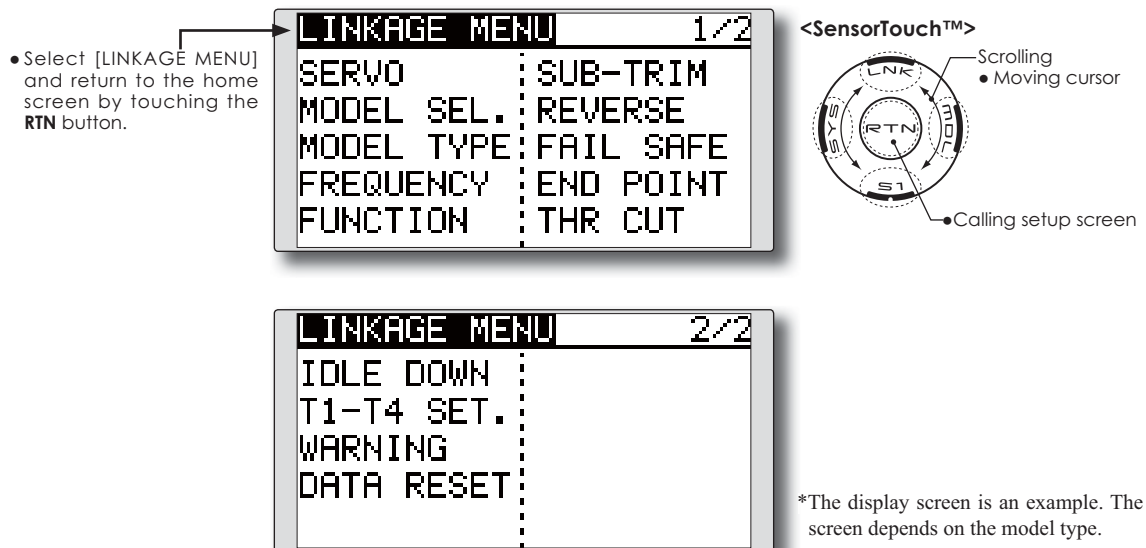 • Select [LINKAGE MENU]
and return to the home
screen by touching the
RTN button.
LINKAGE MENU 1/2
SERVO SUB-TRIM
MODEL SEL. REVERSE
MODEL TYPE FAIL SAFE
FREQUENCY END POINT
FUNCTION THR CUT
<SensorTouch™>
Scrolling
• Moving cursor
LNK
SYS
RTN
MDL
S1
•Calling setup screen
LINKAGE MENU 2/2
IDLE DOWN
T1-T4 SET.
WARNING
DATA RESET
*The display screen is an example. The
screen depends on the model type.